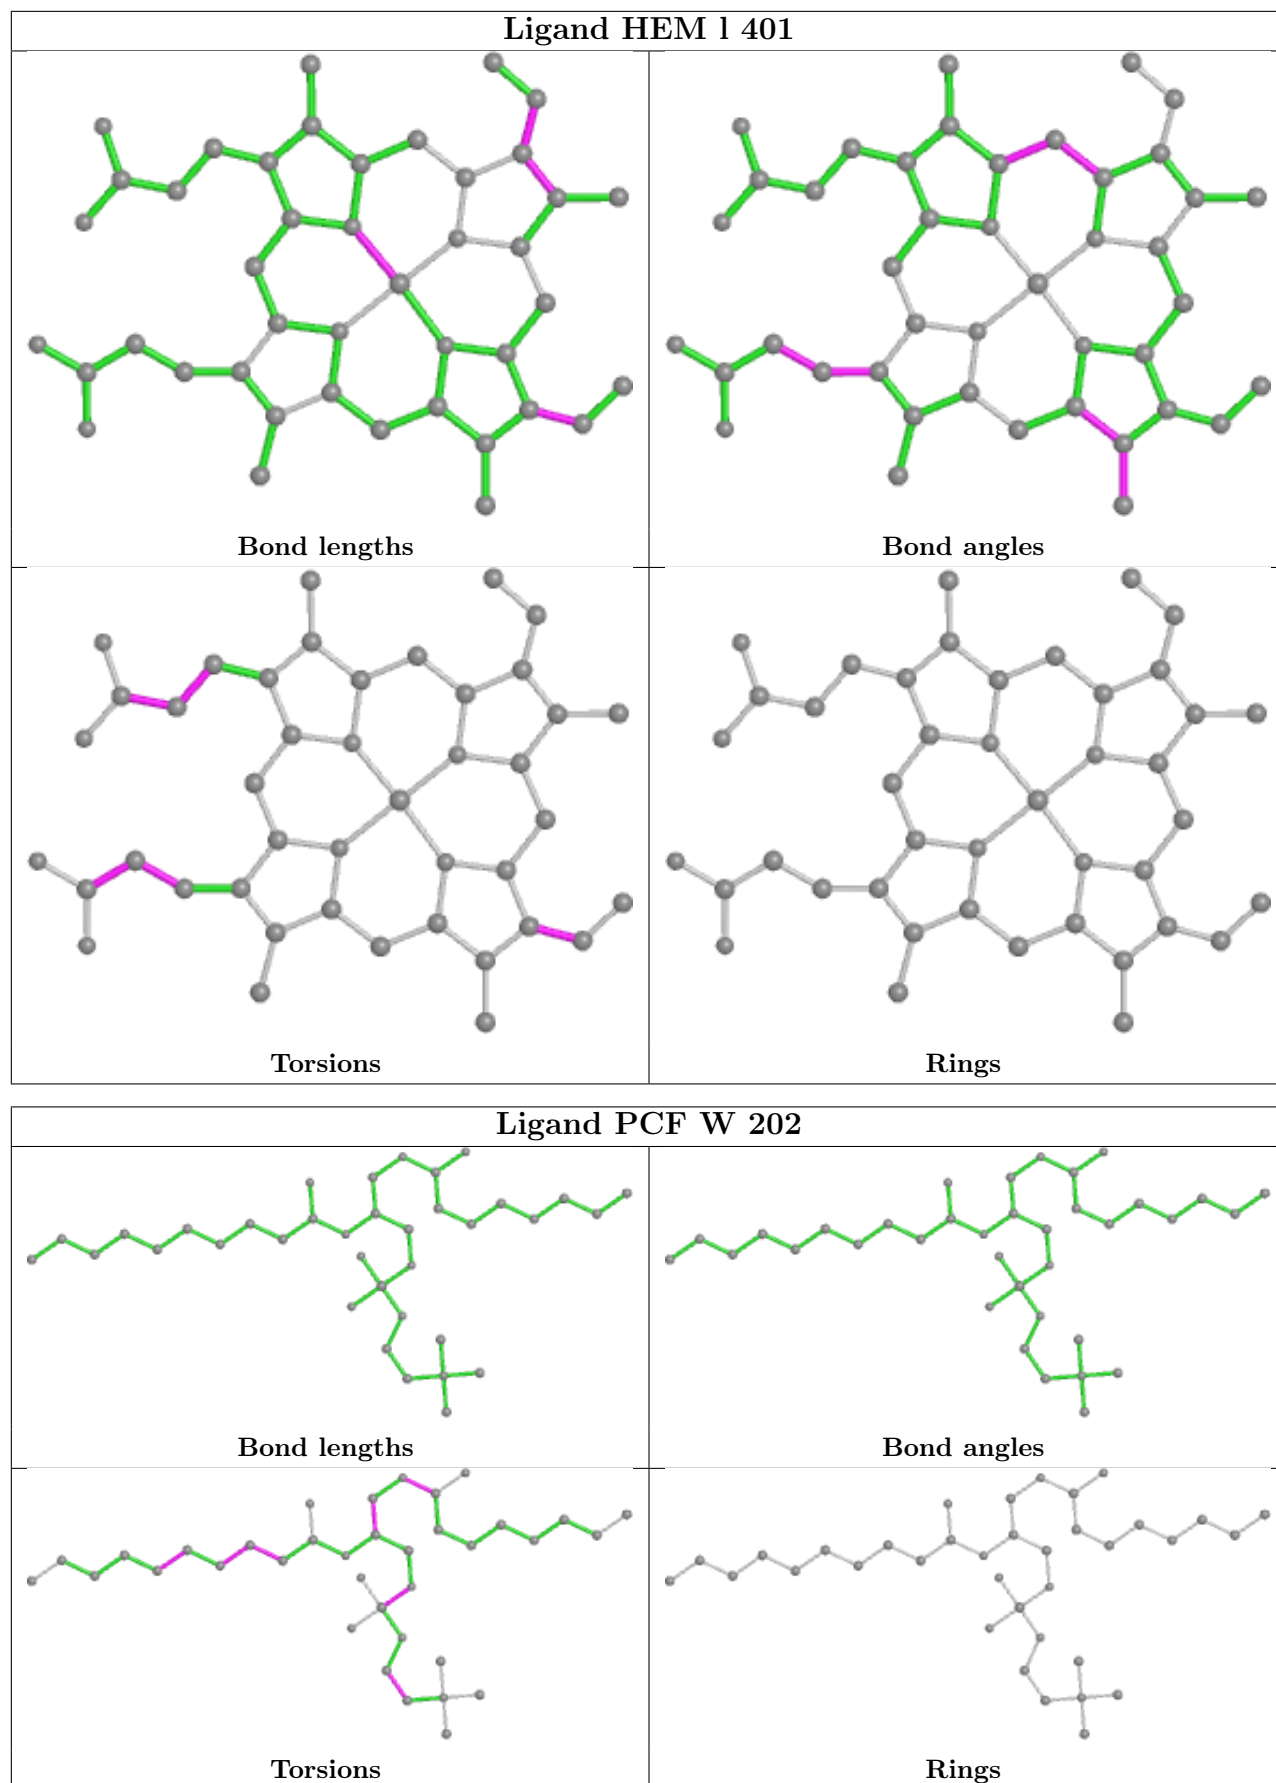 Ligand HEM l 401
Bond lengths
Bond angles
Torsions
Rings
Ligand PCF W 202
Bond lengths
Bond angles
Torsions
Rings